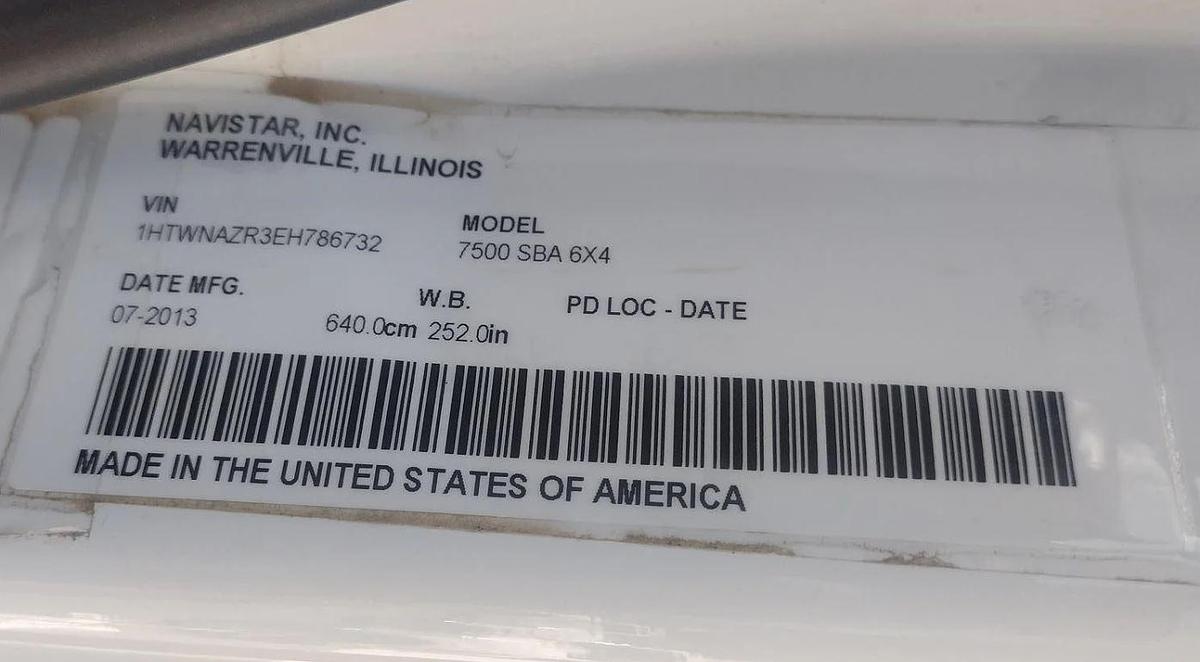 NAVISTAR, INC.
WARRENVILLE, ILLINOIS
VIN
1HTWNAZR3EH786732
MODEL
7500 SBA 6X4
DATE MFG.
07-2013
W.B.
640.0cm 252.0in
PD LOC - DATE
MADE IN THE UNITED STATES OF AMERICA